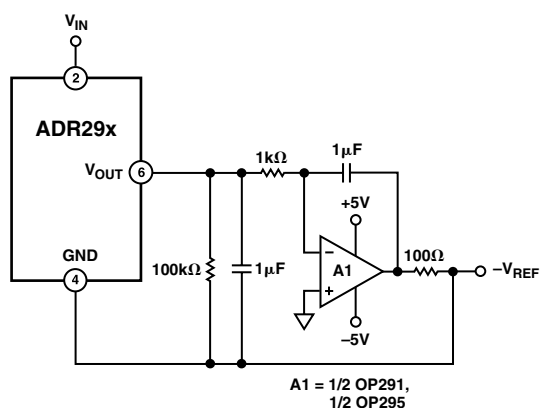 V_IN
2
ADR29x
V_OUT
6
1kΩ
1μF
+5V
GND
4
100kΩ
1μF
−
A1
+
100Ω
−V_REF
−5V
A1 = 1/2 OP291,
1/2 OP295